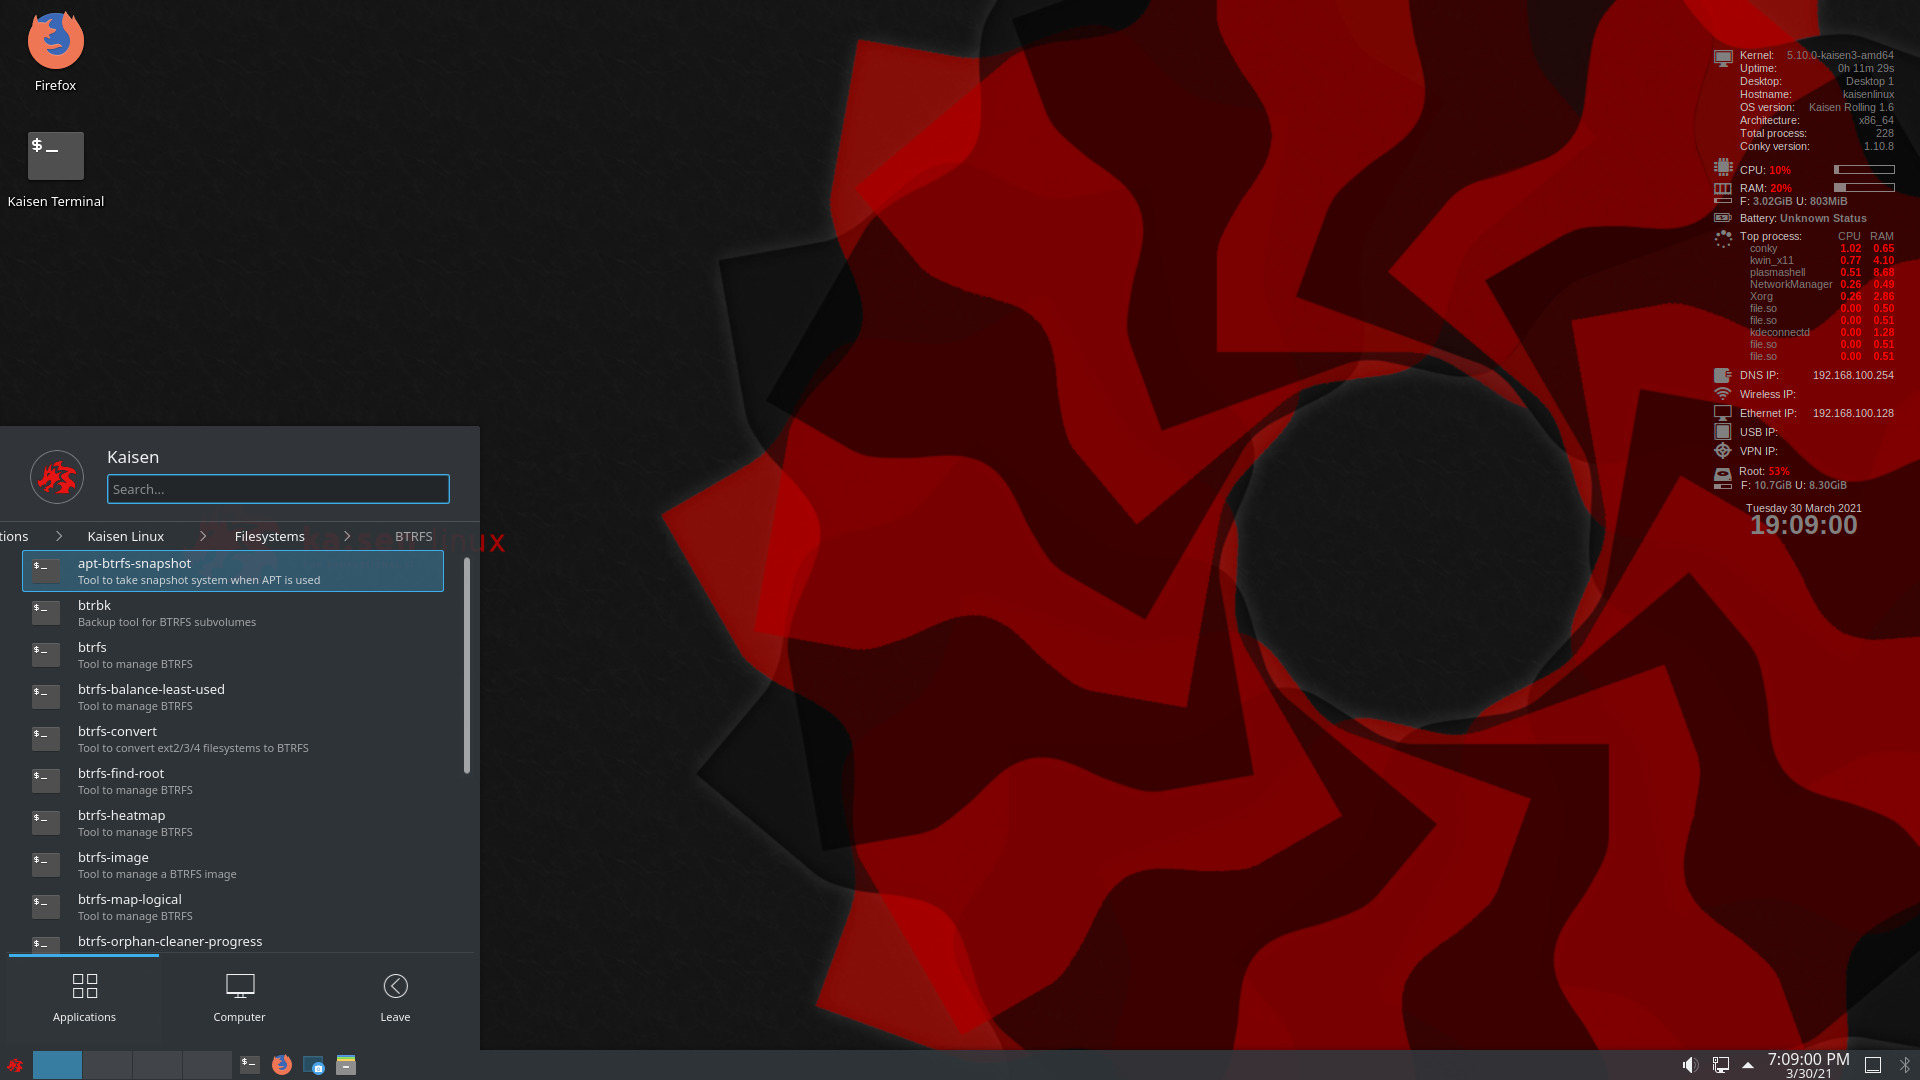 Firefox
$_
Kaisen Terminal
Kernel: 5.10.0-kaisen3-amd64
Uptime: 0h 11m 29s
Desktop: Desktop 1
Hostname: kaisenlinux
OS version: Kaisen Rolling 1.6
Architecture: x86_64
Total process: 228
Conky version: 1.10.8
CPU: 10%
RAM: 20%
F: 3.02GiB U: 803MiB
Battery: Unknown Status
Top process: CPU RAM
conky 1.02 0.65
kwin_x11 0.77 4.10
plasmashell 0.51 8.68
NetworkManager 0.26 0.49
Xorg 0.26 2.86
file.so 0.00 0.50
file.so 0.00 0.51
kdeconnectd 0.00 1.28
file.so 0.00 0.51
file.so 0.00 0.51
DNS IP: 192.168.100.254
Wireless IP:
Ethernet IP: 192.168.100.128
USB IP:
VPN IP:
Root: 53%
F: 10.7GiB U: 8.30GiB
Tuesday 30 March 2021
19:09:00
Kaisen
Search...
tions > Kaisen Linux > Filesystems > BTRFS
kaisen linux
apt-btrfs-snapshot
Tool to take snapshot system when APT is used
btrbk
Backup tool for BTRFS subvolumes
btrfs
Tool to manage BTRFS
btrfs-balance-least-used
Tool to manage BTRFS
btrfs-convert
Tool to convert ext2/3/4 filesystems to BTRFS
btrfs-find-root
Tool to manage BTRFS
btrfs-heatmap
Tool to manage BTRFS
btrfs-image
Tool to manage a BTRFS image
btrfs-map-logical
Tool to manage BTRFS
btrfs-orphan-cleaner-progress
Applications Computer Leave
7:09:00 PM
3/30/21